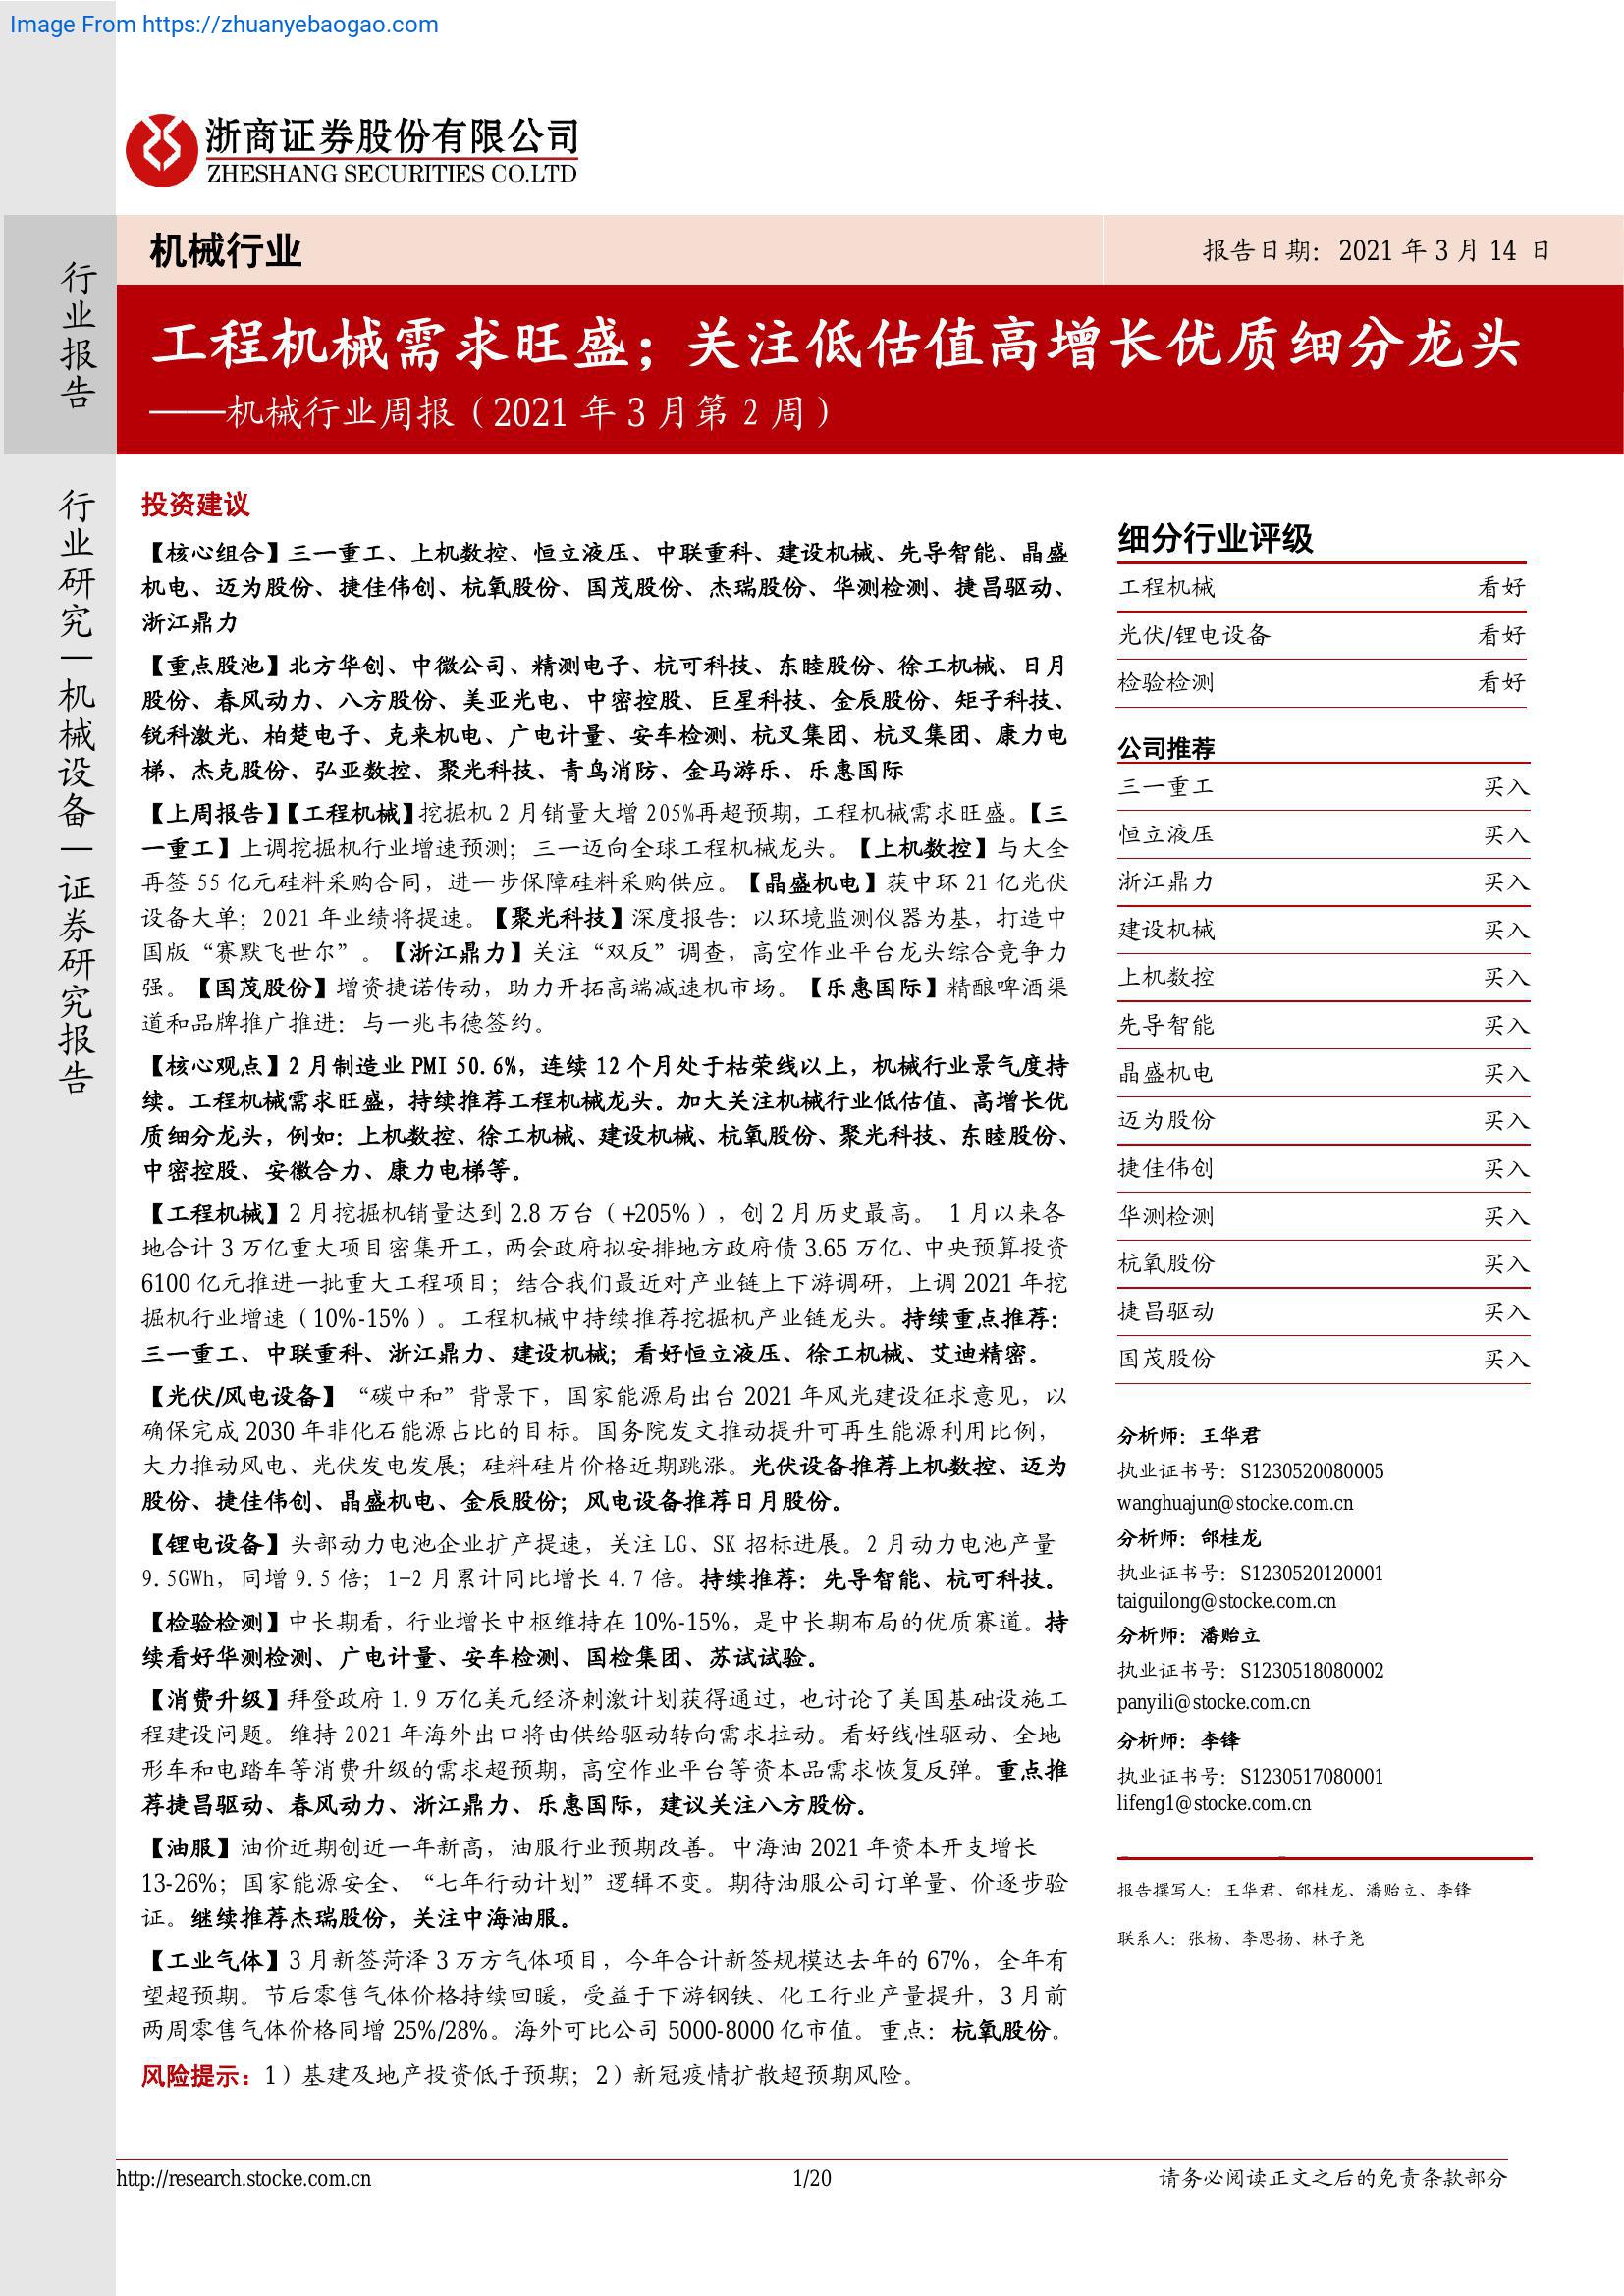 Image From https://zhuanyebaogao.com
浙商证券股份有限公司
ZHESHANG SECURITIES CO.LTD
行业报告
行业研究—机械设备—证券研究报告
机械行业
报告日期：2021 年 3 月 14 日
工程机械需求旺盛；关注低估值高增长优质细分龙头
——机械行业周报（2021 年 3 月第 2 周）
投资建议
【核心组合】三一重工、上机数控、恒立液压、中联重科、建设机械、先导智能、晶盛
机电、迈为股份、捷佳伟创、杭氧股份、国茂股份、杰瑞股份、华测检测、捷昌驱动、
浙江鼎力
【重点股池】北方华创、中微公司、精测电子、杭可科技、东睦股份、徐工机械、日月
股份、春风动力、八方股份、美亚光电、中密控股、巨星科技、金辰股份、矩子科技、
锐科激光、柏楚电子、克来机电、广电计量、安车检测、杭叉集团、杭叉集团、康力电
梯、杰克股份、弘亚数控、聚光科技、青鸟消防、金马游乐、乐惠国际
【上周报告】【工程机械】挖掘机 2 月销量大增 205%再超预期，工程机械需求旺盛。【三
一重工】上调挖掘机行业增速预测；三一迈向全球工程机械龙头。【上机数控】与大全
再签 55 亿元硅料采购合同，进一步保障硅料采购供应。【晶盛机电】获中环 21 亿光伏
设备大单；2021 年业绩将提速。【聚光科技】深度报告：以环境监测仪器为基，打造中
国版“赛默飞世尔”。【浙江鼎力】关注“双反”调查，高空作业平台龙头综合竞争力
强。【国茂股份】增资捷诺传动，助力开拓高端减速机市场。【乐惠国际】精酿啤酒渠
道和品牌推广推进：与一兆韦德签约。
【核心观点】2 月制造业 PMI 50.6%，连续 12 个月处于枯荣线以上，机械行业景气度持
续。工程机械需求旺盛，持续推荐工程机械龙头。加大关注机械行业低估值、高增长优
质细分龙头，例如：上机数控、徐工机械、建设机械、杭氧股份、聚光科技、东睦股份、
中密控股、安徽合力、康力电梯等。
【工程机械】2 月挖掘机销量达到 2.8 万台（+205%），创 2 月历史最高。 1 月以来各
地合计 3 万亿重大项目密集开工，两会政府拟安排地方政府债 3.65 万亿、中央预算投资
6100 亿元推进一批重大工程项目；结合我们最近对产业链上下游调研，上调 2021 年挖
掘机行业增速（10%-15%）。工程机械中持续推荐挖掘机产业链龙头。持续重点推荐：
三一重工、中联重科、浙江鼎力、建设机械；看好恒立液压、徐工机械、艾迪精密。
【光伏/风电设备】“碳中和”背景下，国家能源局出台 2021 年风光建设征求意见，以
确保完成 2030 年非化石能源占比的目标。国务院发文推动提升可再生能源利用比例，
大力推动风电、光伏发电发展；硅料硅片价格近期跳涨。光伏设备推荐上机数控、迈为
股份、捷佳伟创、晶盛机电、金辰股份；风电设备推荐日月股份。
【锂电设备】头部动力电池企业扩产提速，关注 LG、SK 招标进展。2 月动力电池产量
9.5GWh，同增 9.5 倍；1-2 月累计同比增长 4.7 倍。持续推荐：先导智能、杭可科技。
【检验检测】中长期看，行业增长中枢维持在 10%-15%，是中长期布局的优质赛道。持
续看好华测检测、广电计量、安车检测、国检集团、苏试试验。
【消费升级】拜登政府 1.9 万亿美元经济刺激计划获得通过，也讨论了美国基础设施工
程建设问题。维持 2021 年海外出口将由供给驱动转向需求拉动。看好线性驱动、全地
形车和电踏车等消费升级的需求超预期，高空作业平台等资本品需求恢复反弹。重点推
荐捷昌驱动、春风动力、浙江鼎力、乐惠国际，建议关注八方股份。
【油服】油价近期创近一年新高，油服行业预期改善。中海油 2021 年资本开支增长
13-26%；国家能源安全、“七年行动计划”逻辑不变。期待油服公司订单量、价逐步验
证。继续推荐杰瑞股份，关注中海油服。
【工业气体】3 月新签菏泽 3 万方气体项目，今年合计新签规模达去年的 67%，全年有
望超预期。节后零售气体价格持续回暖，受益于下游钢铁、化工行业产量提升，3 月前
两周零售气体价格同增 25%/28%。海外可比公司 5000-8000 亿市值。重点：杭氧股份。
风险提示：1）基建及地产投资低于预期；2）新冠疫情扩散超预期风险。
细分行业评级
工程机械 看好
光伏/锂电设备 看好
检验检测 看好
公司推荐
三一重工 买入
恒立液压 买入
浙江鼎力 买入
建设机械 买入
上机数控 买入
先导智能 买入
晶盛机电 买入
迈为股份 买入
捷佳伟创 买入
华测检测 买入
杭氧股份 买入
捷昌驱动 买入
国茂股份 买入
分析师：王华君
执业证书号：S1230520080005
wanghuajun@stocke.com.cn
分析师：邰桂龙
执业证书号：S1230520120001
taiguilong@stocke.com.cn
分析师：潘贻立
执业证书号：S1230518080002
panyili@stocke.com.cn
分析师：李锋
执业证书号：S1230517080001
lifeng1@stocke.com.cn
报告撰写人：王华君、邰桂龙、潘贻立、李锋
联系人：张杨、李思扬、林子尧
http://research.stocke.com.cn
1/20
请务必阅读正文之后的免责条款部分